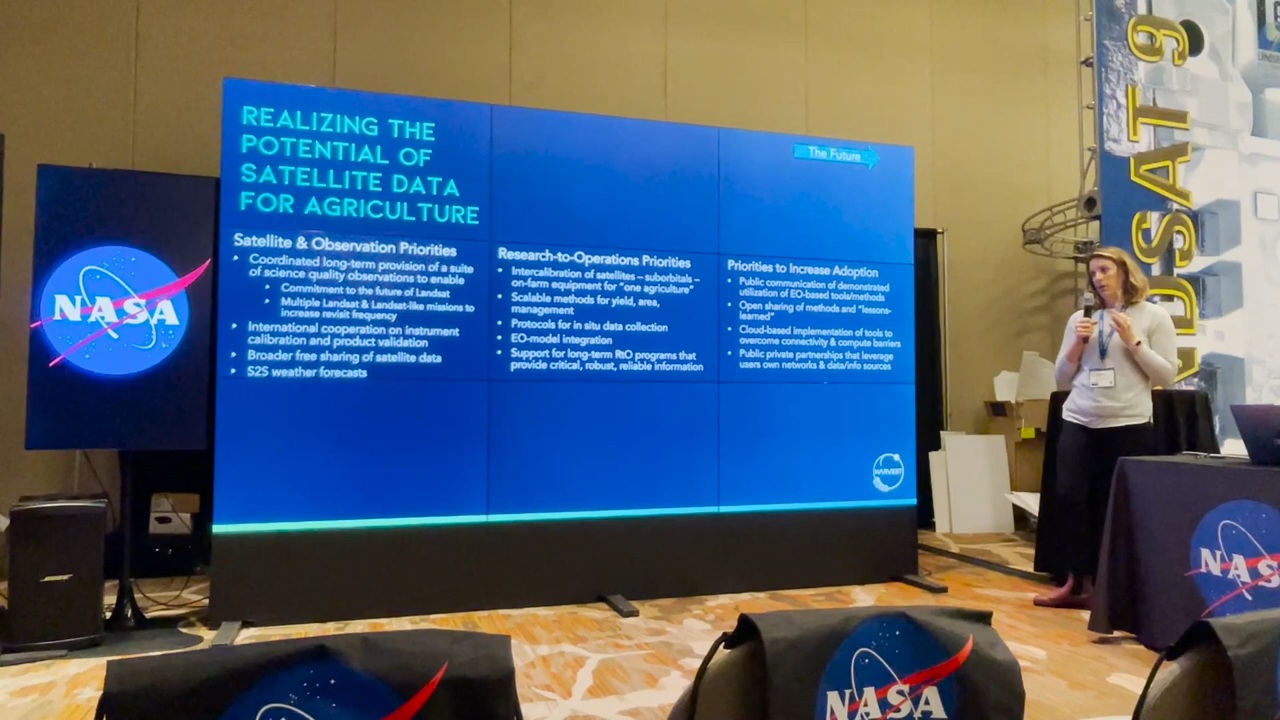 REALIZING THE
POTENTIAL OF
SATELLITE DATA
FOR AGRICULTURE
The Future
Satellite & Observation Priorities
• Coordinated long-term provision of a suite
of science quality observations to enable
• Commitment to the future of Landsat
• Multiple Landsat & Landsat-like missions to
increase revisit frequency
• International cooperation on instrument
calibration and product validation
• Broader free sharing of satellite data
• S2S weather forecasts
Research-to-Operations Priorities
• Intercalibration of satellites – suborbitals –
on-farm equipment for "one agriculture"
• Scalable methods for yield, area,
management
• Protocols for in situ data collection
• EO-model integration
• Support for long-term RtO programs that
provide critical, robust, reliable information
Priorities to Increase Adoption
• Public communication of demonstrated
utilization of EO-based tools/methods
• Open sharing of methods and "lessons-
learned"
• Cloud-based implementation of tools to
overcome connectivity & compute barriers
• Public private partnerships that leverage
users own networks & data/info sources
HARVEST
NASA
DSAT 9
NAS
NASA
BOSE